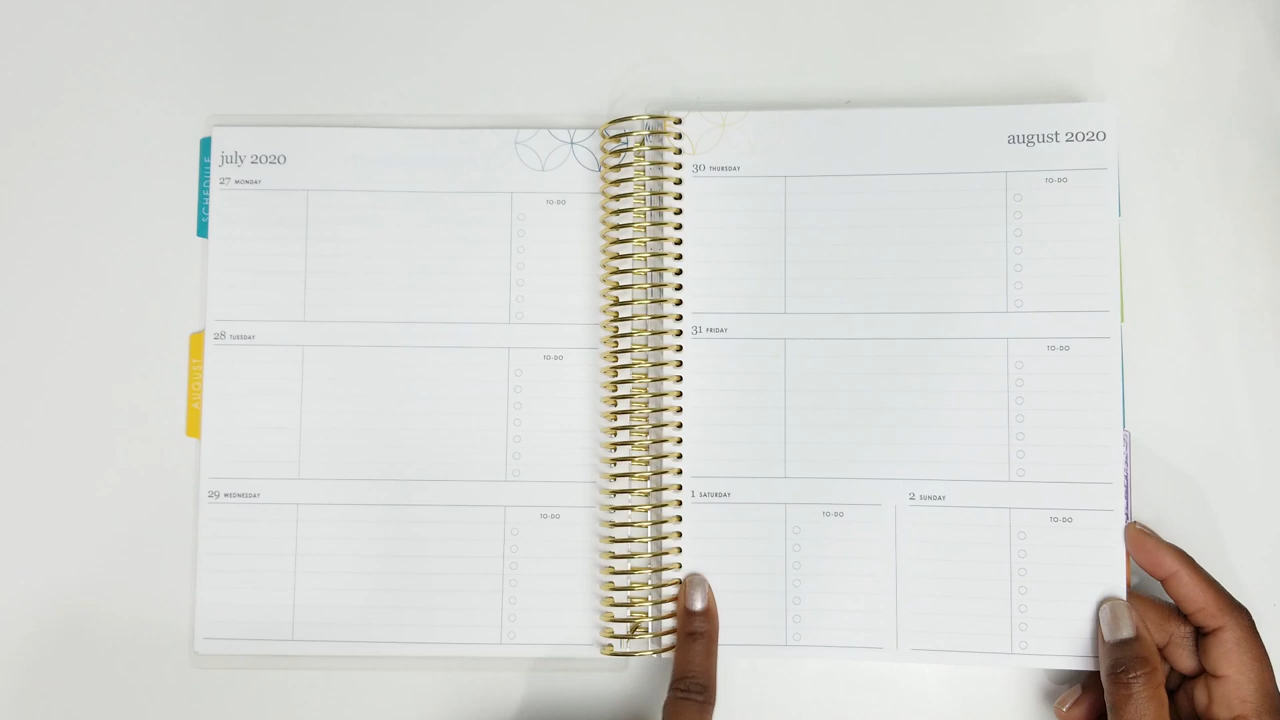 SCHEDULE
AUGUST
july 2020
27 MONDAY
TO-DO
28 TUESDAY
TO-DO
29 WEDNESDAY
TO-DO
august 2020
30 THURSDAY
TO-DO
31 FRIDAY
TO-DO
1 SATURDAY
TO-DO
2 SUNDAY
TO-DO